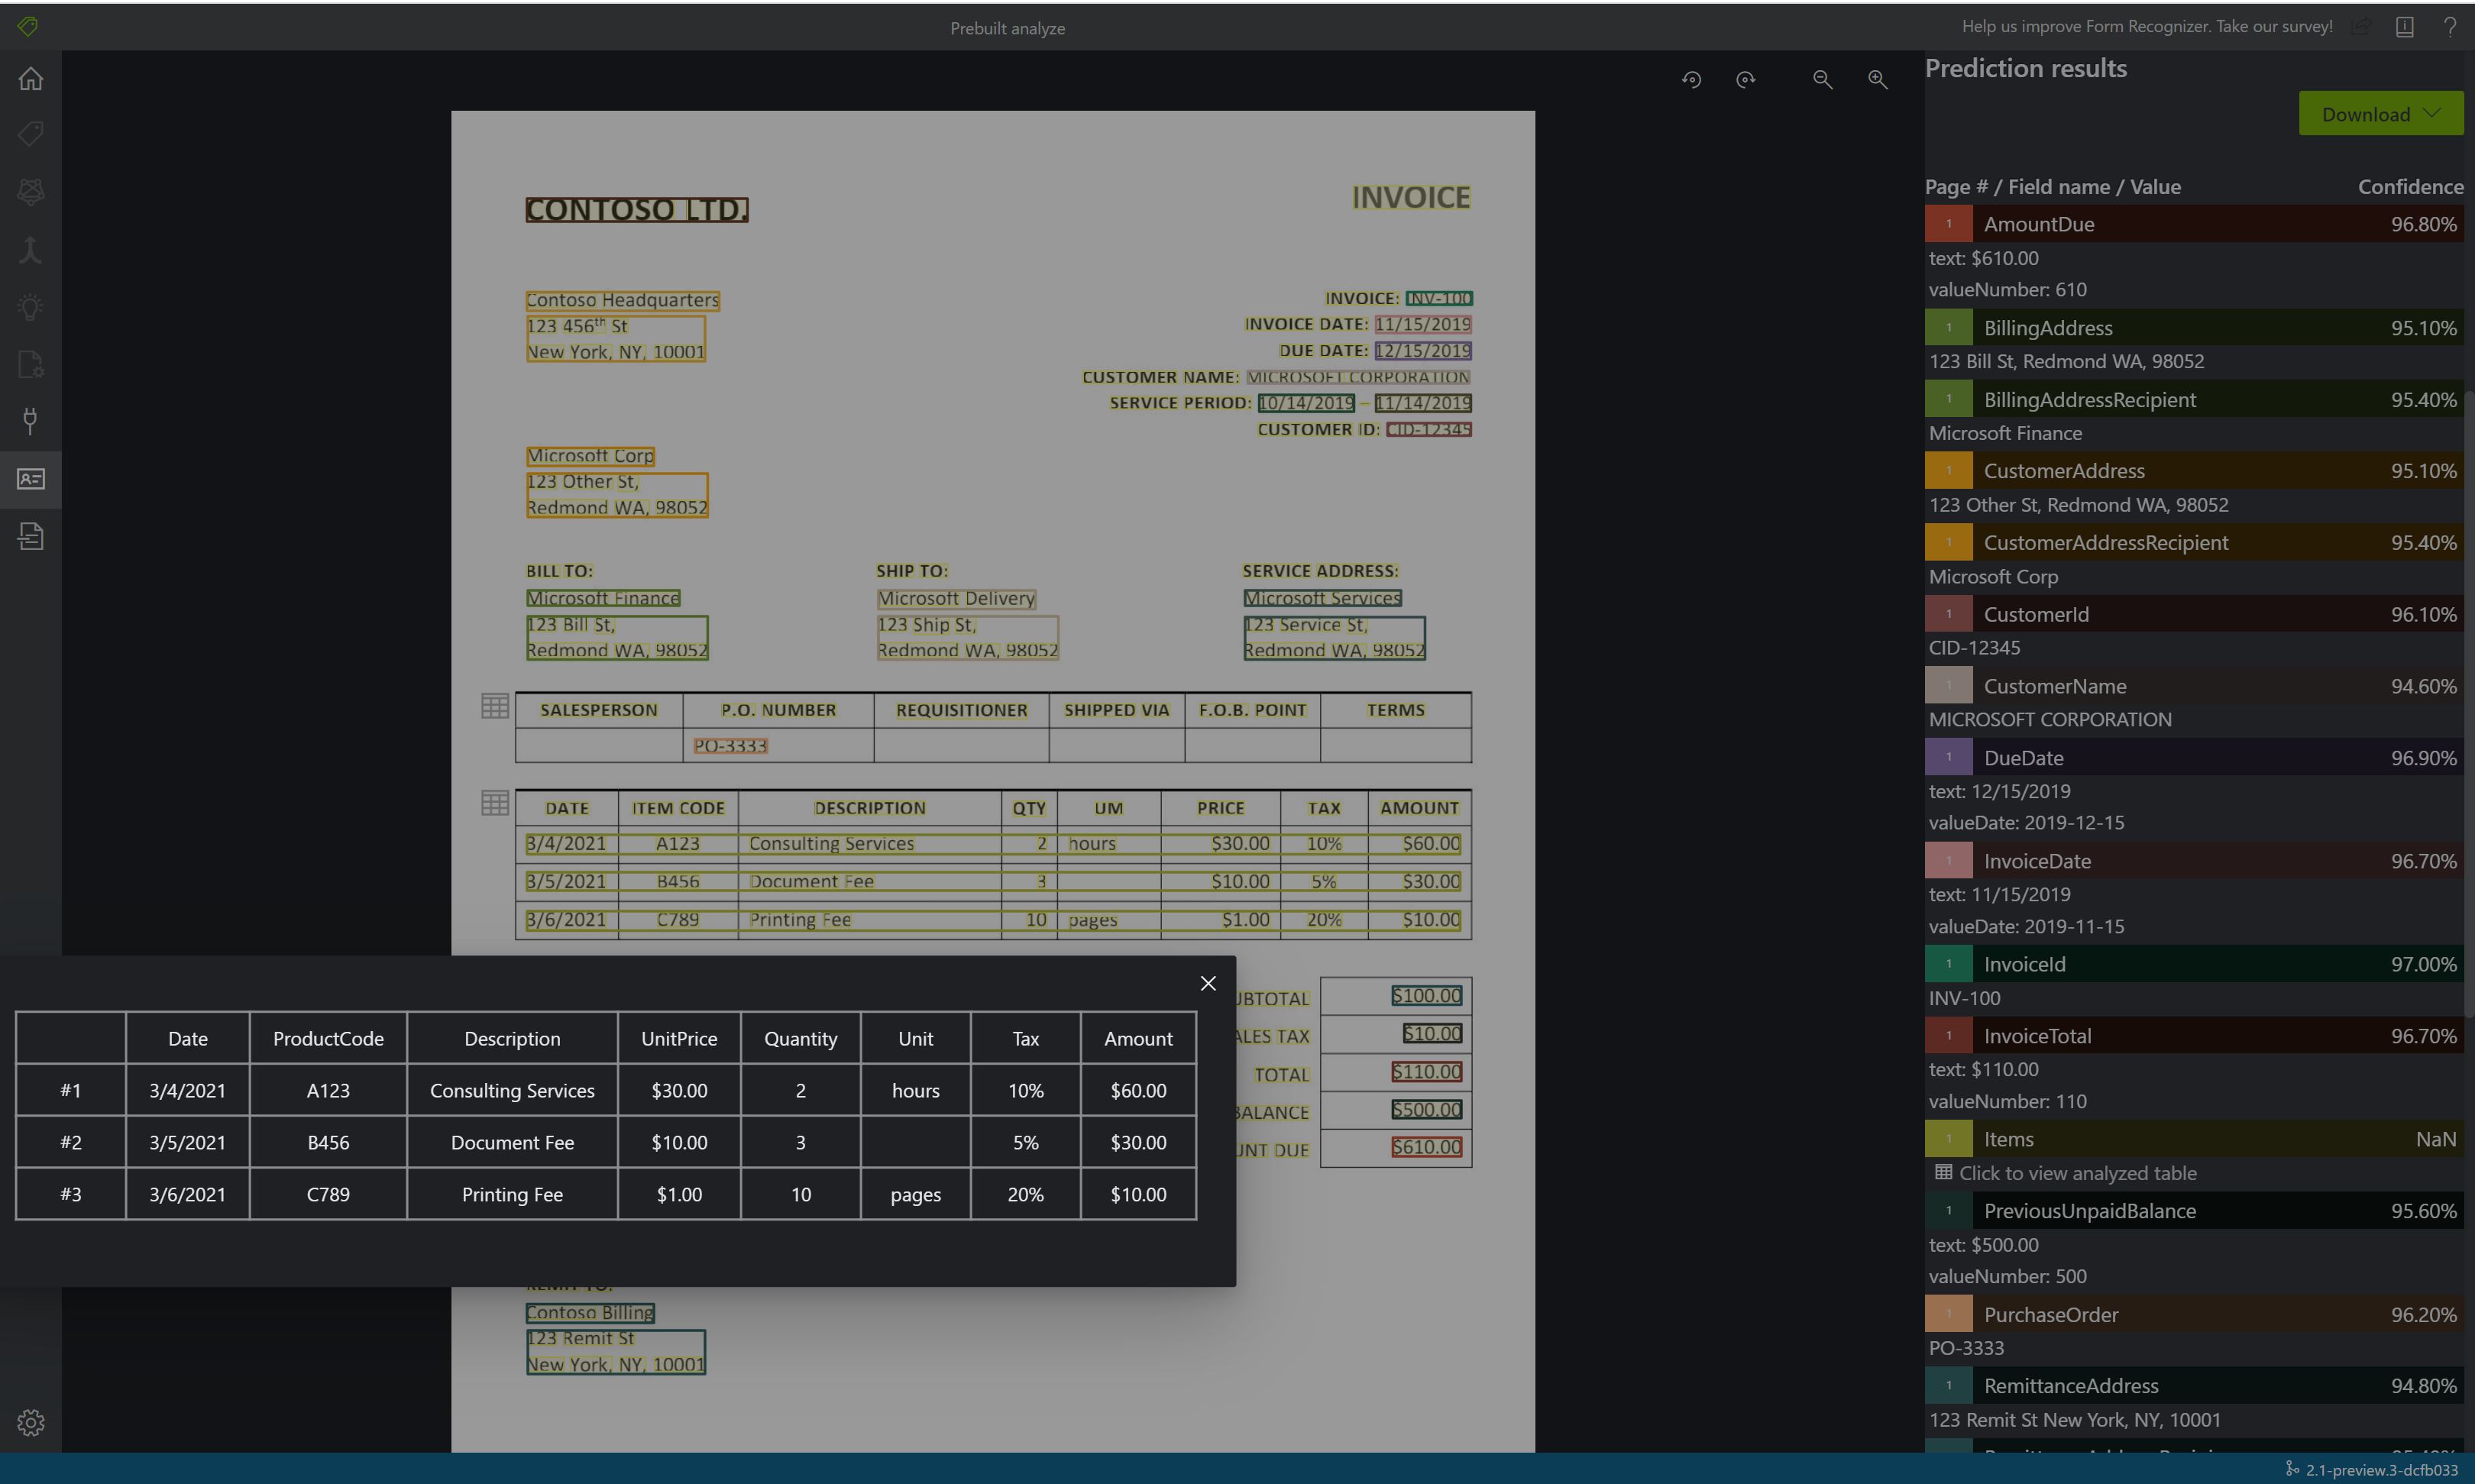 Prebuilt analyze
Help us improve Form Recognizer. Take our survey!
CONTOSO LTD.
INVOICE
Contoso Headquarters
123 456th St
New York, NY, 10001
INVOICE: INV-100
INVOICE DATE: 11/15/2019
DUE DATE: 12/15/2019
CUSTOMER NAME: MICROSOFT CORPORATION
SERVICE PERIOD: 10/14/2019 – 11/14/2019
CUSTOMER ID: CID-12345
Microsoft Corp
123 Other St,
Redmond WA, 98052
BILL TO:
Microsoft Finance
123 Bill St,
Redmond WA, 98052
SHIP TO:
Microsoft Delivery
123 Ship St,
Redmond WA, 98052
SERVICE ADDRESS:
Microsoft Services
123 Service St,
Redmond WA, 98052
SALESPERSON P.O. NUMBER REQUISITIONER SHIPPED VIA F.O.B. POINT TERMS
PO-3333
DATE ITEM CODE DESCRIPTION QTY UM PRICE TAX AMOUNT
3/4/2021 A123 Consulting Services 2 hours $30.00 10% $60.00
3/5/2021 B456 Document Fee 3 $10.00 5% $30.00
3/6/2021 C789 Printing Fee 10 pages $1.00 20% $10.00
UBTOTAL $100.00
ALES TAX $10.00
TOTAL $110.00
BALANCE $500.00
UNT DUE $610.00
Date ProductCode Description UnitPrice Quantity Unit Tax Amount
#1 3/4/2021 A123 Consulting Services $30.00 2 hours 10% $60.00
#2 3/5/2021 B456 Document Fee $10.00 3 5% $30.00
#3 3/6/2021 C789 Printing Fee $1.00 10 pages 20% $10.00
Contoso Billing
123 Remit St
New York, NY, 10001
Prediction results
Download
Page # / Field name / Value Confidence
1 AmountDue 96.80%
text: $610.00
valueNumber: 610
1 BillingAddress 95.10%
123 Bill St, Redmond WA, 98052
1 BillingAddressRecipient 95.40%
Microsoft Finance
1 CustomerAddress 95.10%
123 Other St, Redmond WA, 98052
1 CustomerAddressRecipient 95.40%
Microsoft Corp
1 CustomerId 96.10%
CID-12345
1 CustomerName 94.60%
MICROSOFT CORPORATION
1 DueDate 96.90%
text: 12/15/2019
valueDate: 2019-12-15
1 InvoiceDate 96.70%
text: 11/15/2019
valueDate: 2019-11-15
1 InvoiceId 97.00%
INV-100
1 InvoiceTotal 96.70%
text: $110.00
valueNumber: 110
1 Items NaN
Click to view analyzed table
1 PreviousUnpaidBalance 95.60%
text: $500.00
valueNumber: 500
1 PurchaseOrder 96.20%
PO-3333
1 RemittanceAddress 94.80%
123 Remit St New York, NY, 10001
2.1-preview.3-dcfb033